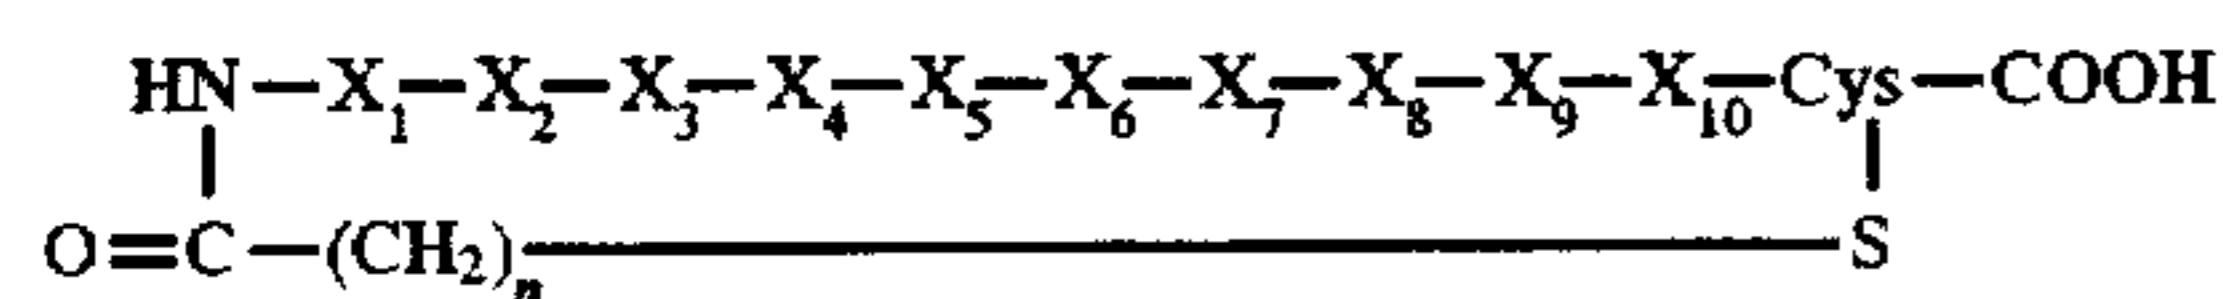 HN—X₁—X₂—X₃—X₄—X₅—X₆—X₇—X₈—X₉—X₁₀—Cys—COOH
O=C—(CH₂)ₙ—S